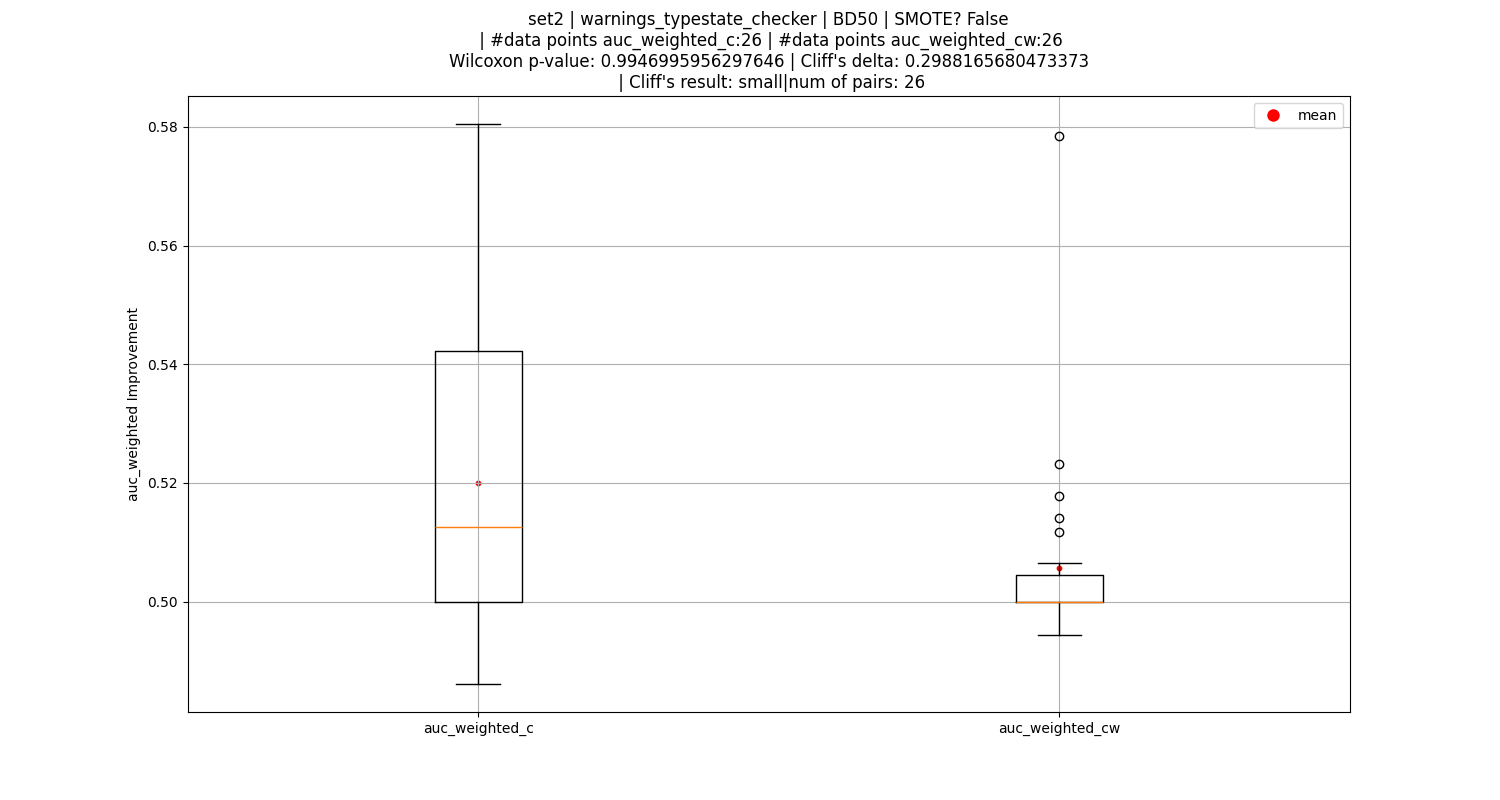 set2 | warnings_typestate_checker | BD50 | SMOTE? False
| #data points auc_weighted_c:26 | #data points auc_weighted_cw:26
Wilcoxon p-value: 0.9946995956297646 | Cliff's delta: 0.2988165680473373
| Cliff's result: small|num of pairs: 26
mean
0.58
0.56
0.54
0.52
0.50
auc_weighted Improvement
auc_weighted_c
auc_weighted_cw